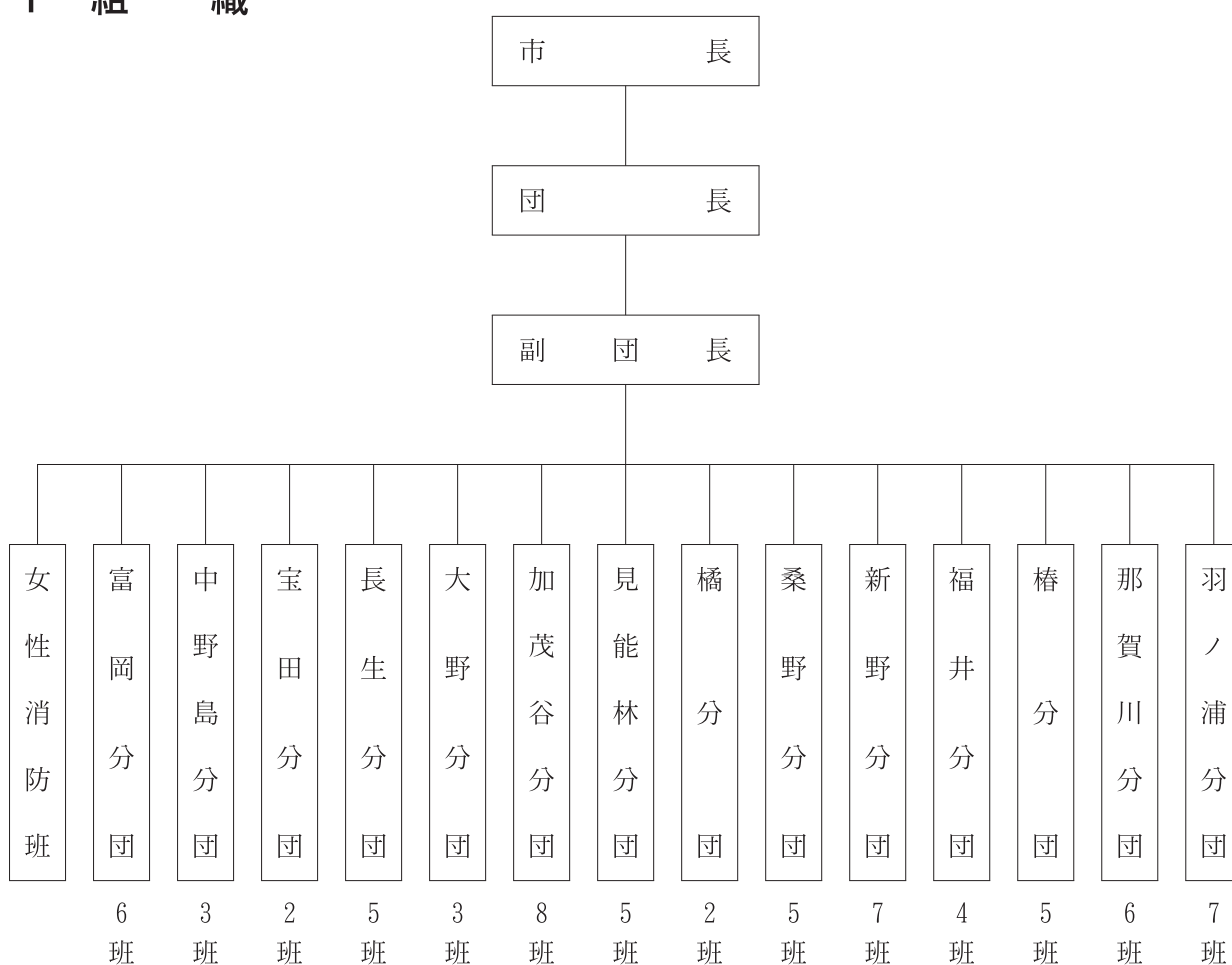 組織
市長
団長
副団長
女性消防班
富岡分団
6班
中野島分団
3班
宝田分団
2班
長生分団
5班
大野分団
3班
加茂谷分団
8班
見能林分団
5班
橘分団
2班
桑野分団
5班
新野分団
7班
福井分団
4班
椿分団
5班
那賀川分団
6班
羽ノ浦分団
7班